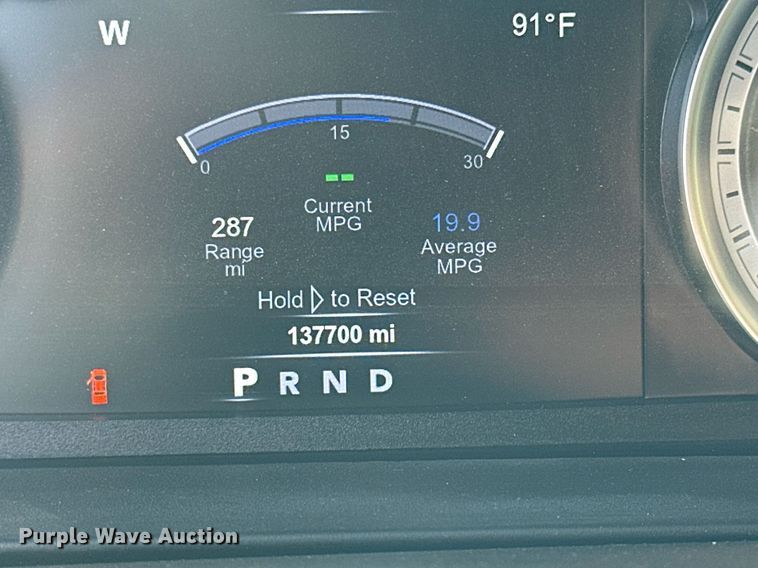 W 91°F
0 15 30
--
287 Current MPG 19.9
Range mi Average MPG
Hold ▷ to Reset
137700 mi
P R N D
Purple Wave Auction